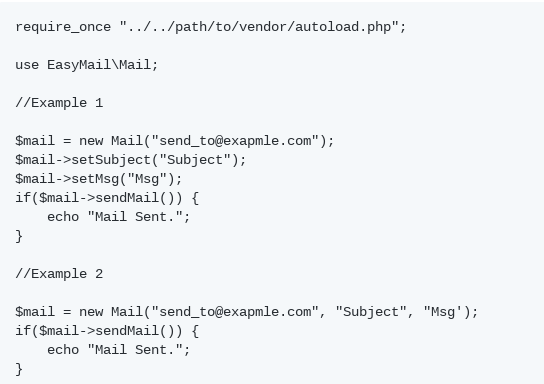 require_once "../../path/to/vendor/autoload.php";
use EasyMail\Mail;
//Example 1
$mail = new Mail("send_to@exapmle.com");
$mail->setSubject("Subject");
$mail->setMsg("Msg");
if($mail->sendMail()) {
    echo "Mail Sent.";
}
//Example 2
$mail = new Mail("send_to@exapmle.com", "Subject", "Msg');
if($mail->sendMail()) {
    echo "Mail Sent.";
}